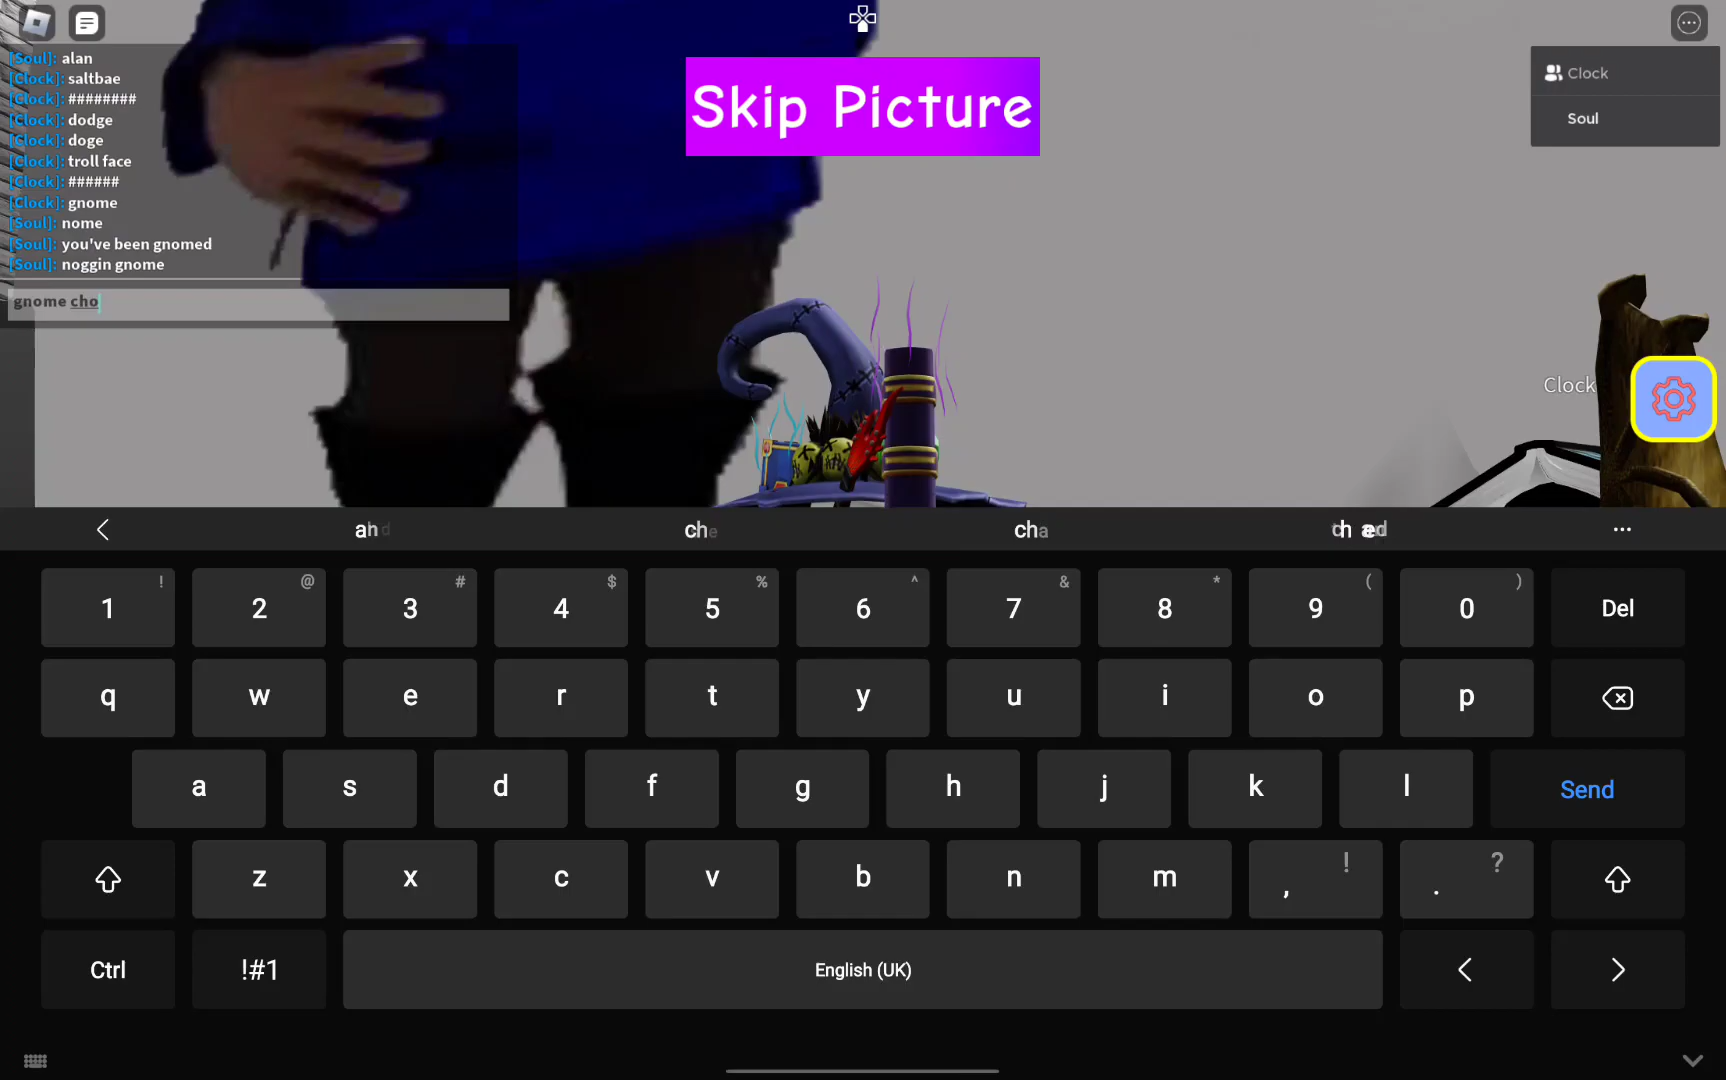 [Soul]: alan
[Clock]: saltbae
[Clock]: ########
[Clock]: dodge
[Clock]: doge
[Clock]: troll face
[Clock]: ######
[Clock]: gnome
[Soul]: nome
[Soul]: you've been gnomed
[Soul]: noggin gnome
gnome cho
Skip Picture
Clock
Soul
Clock
che
cha
1 ! 2 @ 3 # 4 $ 5 % 6 ^ 7 & 8 * 9 ( 0 ) Del
q w e r t y u i o p
a s d f g h j k l Send
z x c v b n m , ! . ?
Ctrl !#1 English (UK) < >